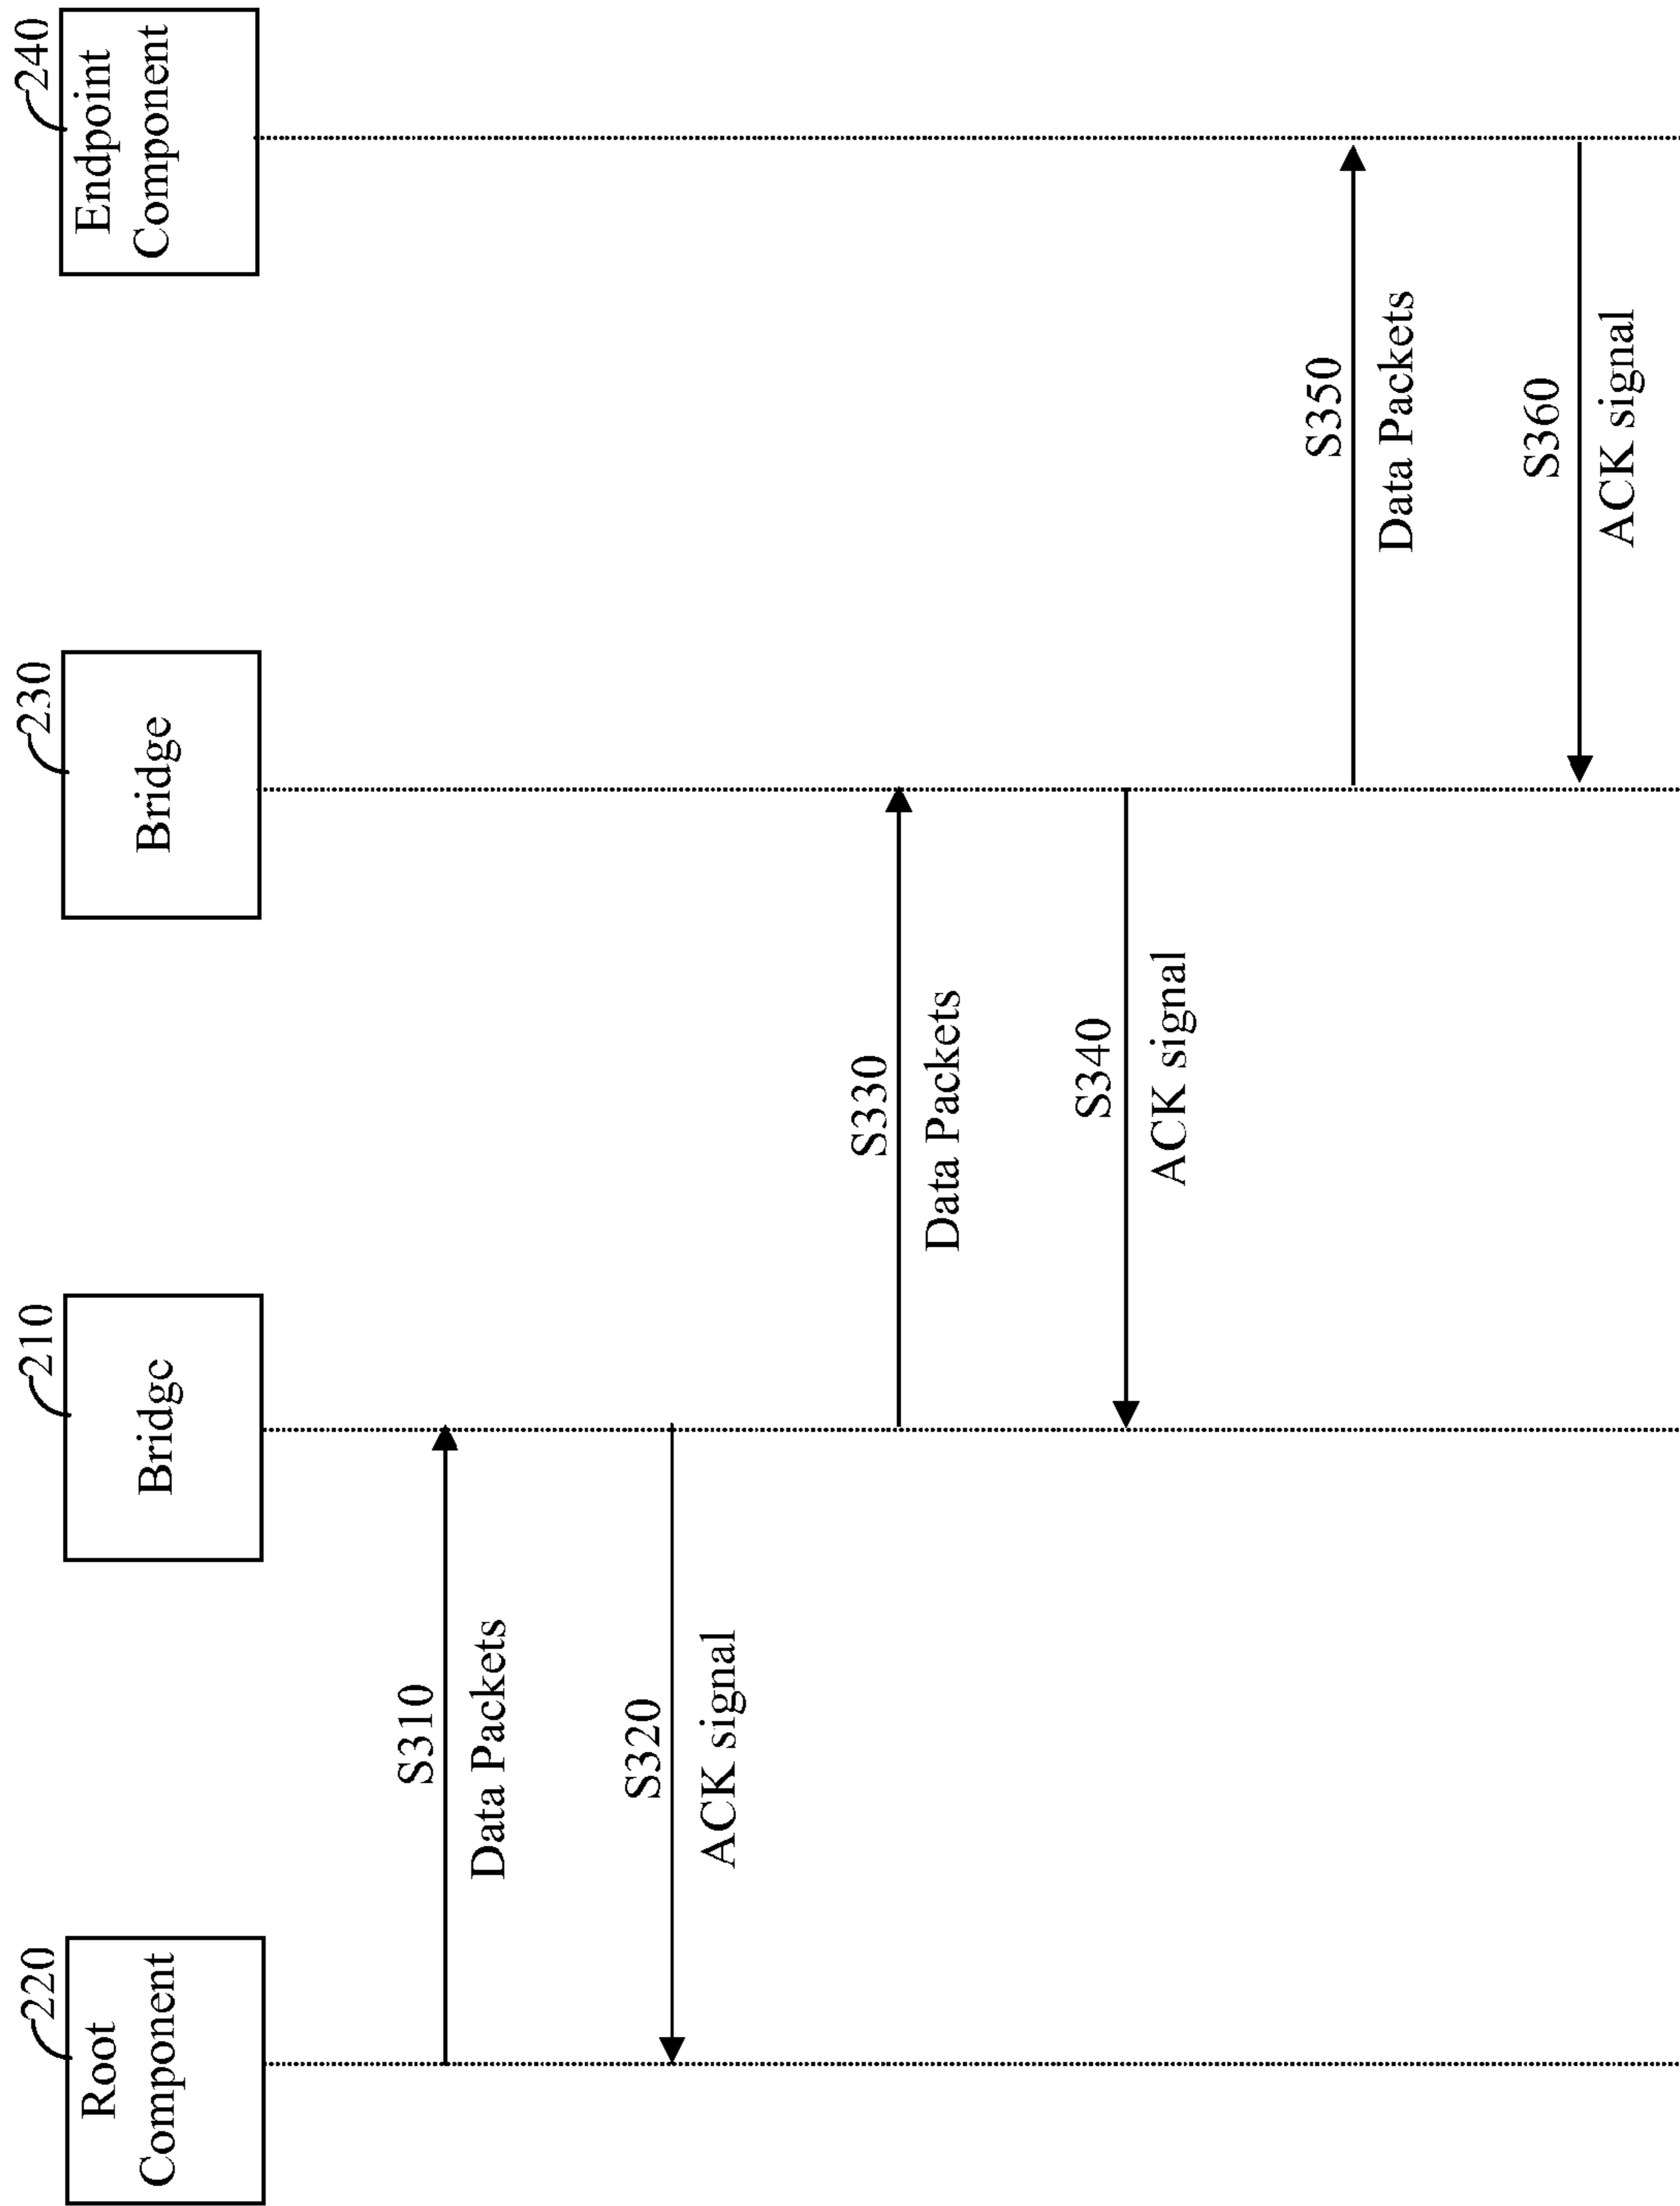 220
Root
Component
210
Bridgc
230
Bridge
240
Endpoint
Component
S310
Data Packets
S320
ACK signal
S330
Data Packets
S340
ACK signal
S350
Data Packets
S360
ACK signal